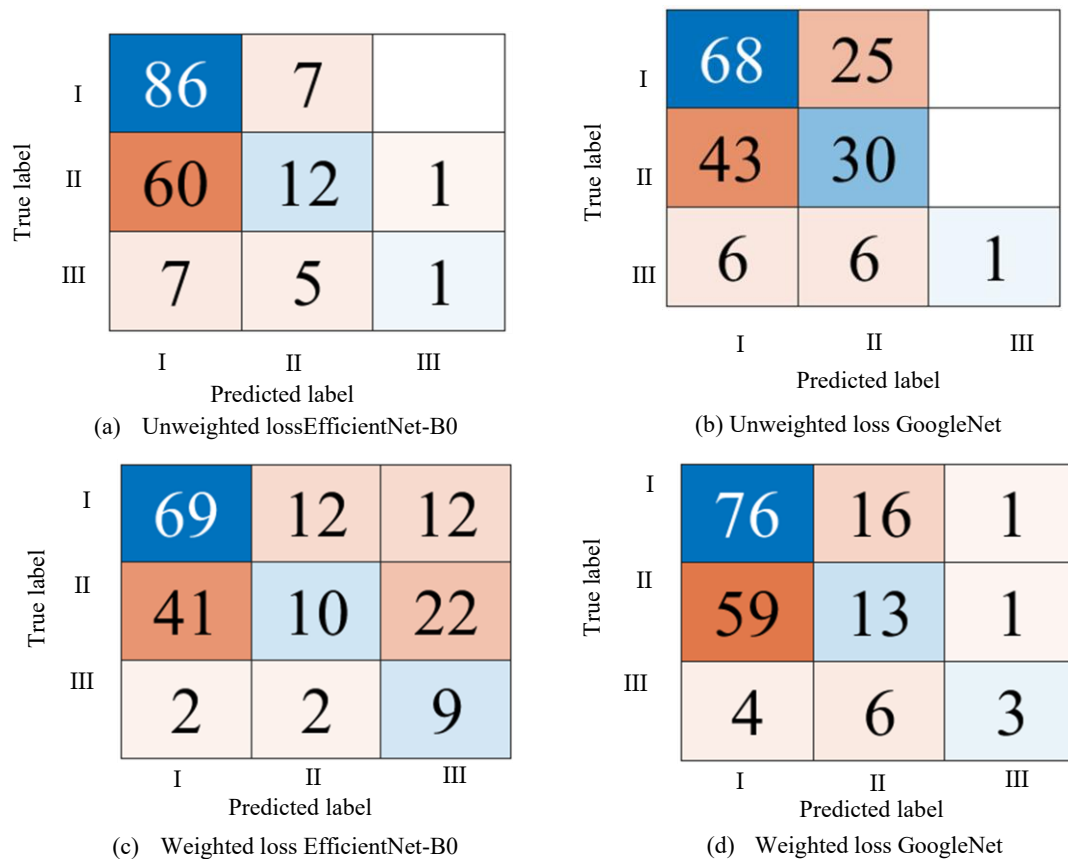 I 86 7
II 60 12 1
III 7 5 1
True label
I II III
Predicted label
(a) Unweighted lossEfficientNet-B0
I 68 25
II 43 30
III 6 6 1
True label
I II III
Predicted label
(b) Unweighted loss GoogleNet
I 69 12 12
II 41 10 22
III 2 2 9
True label
I II III
Predicted label
(c) Weighted loss EfficientNet-B0
I 76 16 1
II 59 13 1
III 4 6 3
True label
I II III
Predicted label
(d) Weighted loss GoogleNet